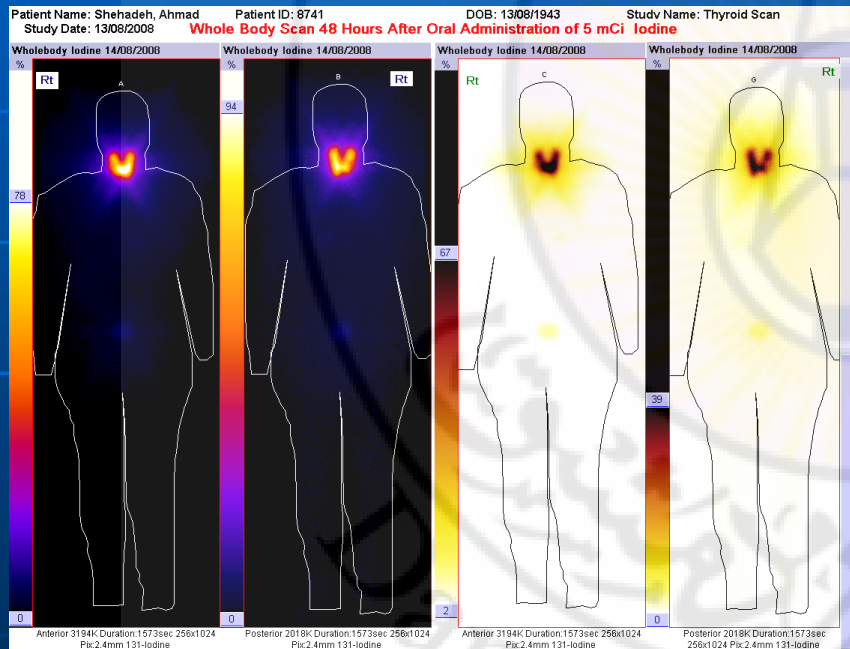 Patient Name: Shehadeh, Ahmad Patient ID: 8741 DOB: 13/08/1943 Study Name: Thyroid Scan
Study Date: 13/08/2008 Whole Body Scan 48 Hours After Oral Administration of 5 mCi Iodine
Wholebody Iodine 14/08/2008 Wholebody Iodine 14/08/2008 Wholebody Iodine 14/08/2008 Wholebody Iodine 14/08/2008
% % % %
Rt A B Rt Rt C G Rt
94
78
67
39
2
0 0 0
Anterior 3194K Duration:1573sec 256x1024 Posterior 2018K Duration:1573sec 256x1024 Anterior 3194K Duration:1573sec 256x1024 Posterior 2018K Duration:1573sec
Pix:2.4mm 131-Iodine Pix:2.4mm 131-Iodine Pix:2.4mm 131-Iodine 256x1024 Pix:2.4mm 131-Iodine